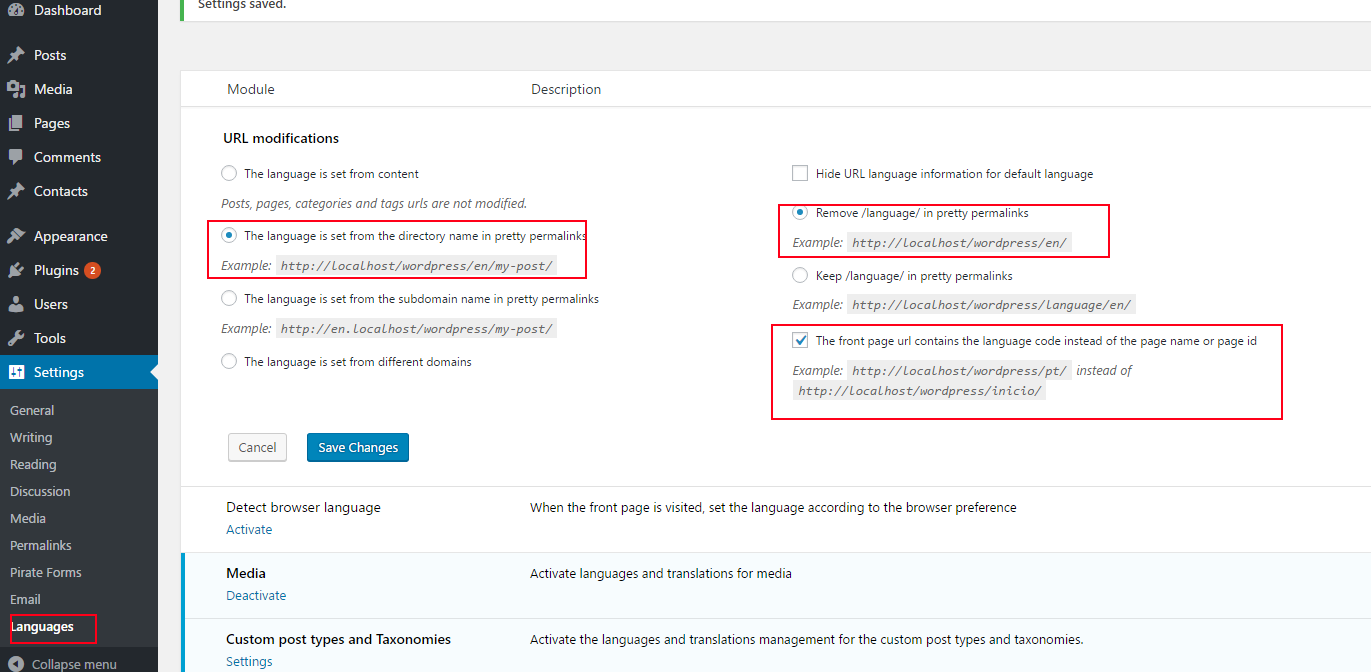 Dashboard
Posts
Media
Pages
Comments
Contacts
Appearance
Plugins 2
Users
Tools
Settings
General
Writing
Reading
Discussion
Media
Permalinks
Pirate Forms
Email
Languages
Collapse menu
Settings saved.
Module Description
URL modifications
The language is set from content
Posts, pages, categories and tags urls are not modified.
The language is set from the directory name in pretty permalinks
Example: http://localhost/wordpress/en/my-post/
The language is set from the subdomain name in pretty permalinks
Example: http://en.localhost/wordpress/my-post/
The language is set from different domains
Hide URL language information for default language
Remove /language/ in pretty permalinks
Example: http://localhost/wordpress/en/
Keep /language/ in pretty permalinks
Example: http://localhost/wordpress/language/en/
The front page url contains the language code instead of the page name or page id
Example: http://localhost/wordpress/pt/ instead of
http://localhost/wordpress/inicio/
Cancel Save Changes
Detect browser language When the front page is visited, set the language according to the browser preference
Activate
Media Activate languages and translations for media
Deactivate
Custom post types and Taxonomies Activate the languages and translations management for the custom post types and taxonomies.
Settings